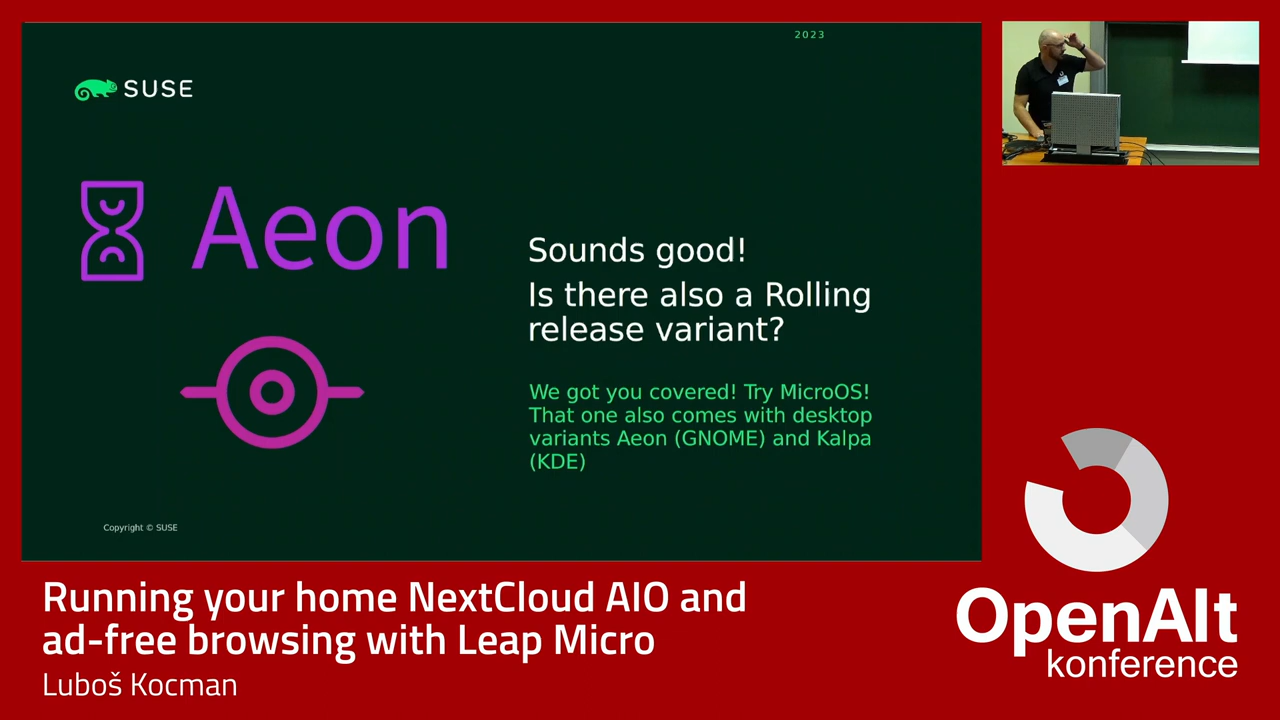 2023
SUSE
Aeon
Sounds good!
Is there also a Rolling
release variant?
We got you covered! Try MicroOS!
That one also comes with desktop
variants Aeon (GNOME) and Kalpa
(KDE)
Copyright © SUSE
Running your home NextCloud AIO and
ad-free browsing with Leap Micro
Luboš Kocman
OpenAlt
konference